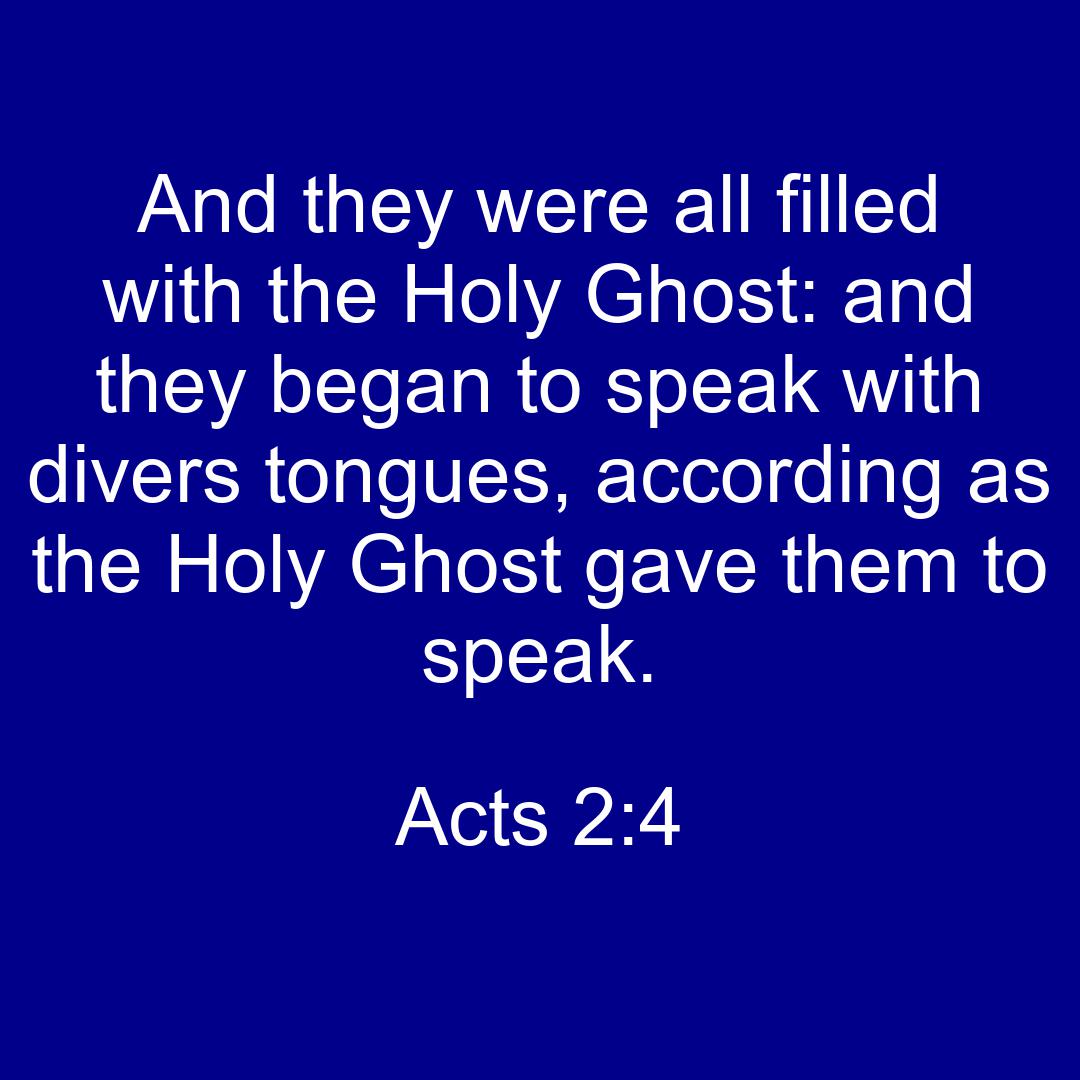 And they were all filled
with the Holy Ghost: and
they began to speak with
divers tongues, according as
the Holy Ghost gave them to
speak.
Acts 2:4